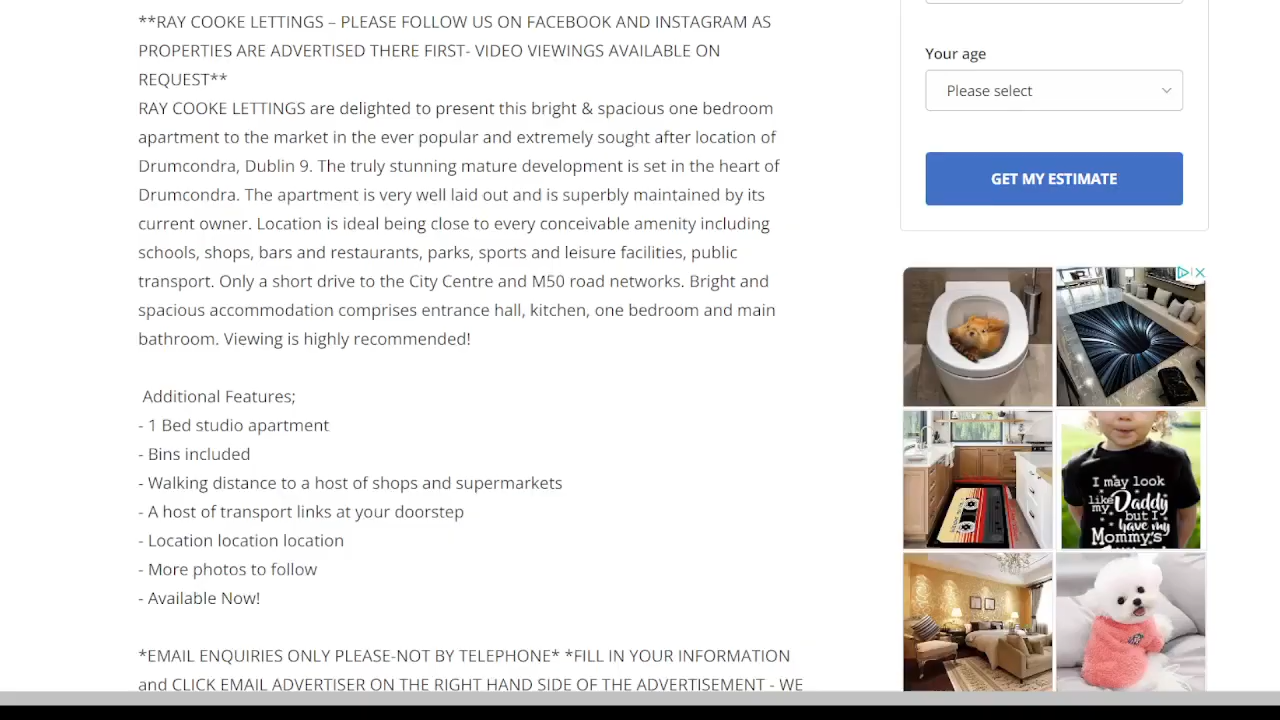 **RAY COOKE LETTINGS – PLEASE FOLLOW US ON FACEBOOK AND INSTAGRAM AS
PROPERTIES ARE ADVERTISED THERE FIRST- VIDEO VIEWINGS AVAILABLE ON
REQUEST**
RAY COOKE LETTINGS are delighted to present this bright & spacious one bedroom
apartment to the market in the ever popular and extremely sought after location of
Drumcondra, Dublin 9. The truly stunning mature development is set in the heart of
Drumcondra. The apartment is very well laid out and is superbly maintained by its
current owner. Location is ideal being close to every conceivable amenity including
schools, shops, bars and restaurants, parks, sports and leisure facilities, public
transport. Only a short drive to the City Centre and M50 road networks. Bright and
spacious accommodation comprises entrance hall, kitchen, one bedroom and main
bathroom. Viewing is highly recommended!
Additional Features;
- 1 Bed studio apartment
- Bins included
- Walking distance to a host of shops and supermarkets
- A host of transport links at your doorstep
- Location location location
- More photos to follow
- Available Now!
*EMAIL ENQUIRIES ONLY PLEASE-NOT BY TELEPHONE* *FILL IN YOUR INFORMATION
and CLICK EMAIL ADVERTISER ON THE RIGHT HAND SIDE OF THE ADVERTISEMENT - WE
Your age
Please select
GET MY ESTIMATE
I may look
like my Daddy
but I
have my
Mommy's